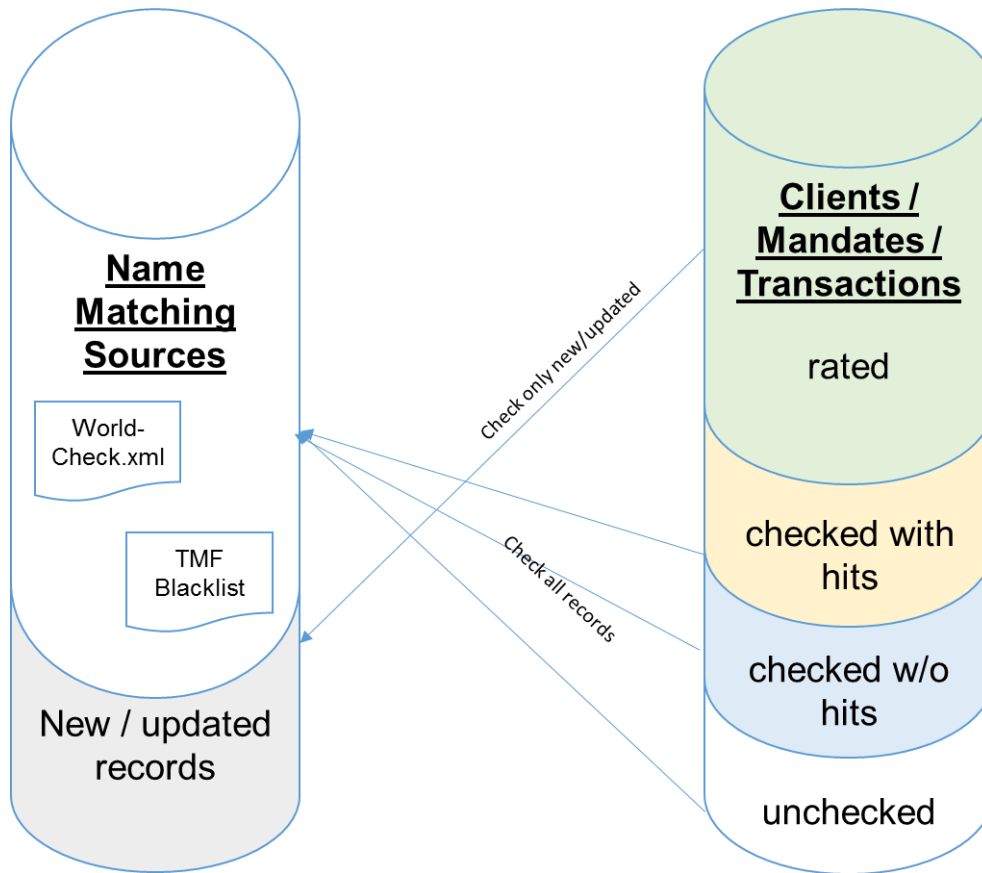 Name
Matching
Sources
World-
Check.xml
TMF
Blacklist
New / updated
records
Check only new/updated
Check all records
Clients /
Mandates /
Transactions
rated
checked with
hits
checked w/o
hits
unchecked